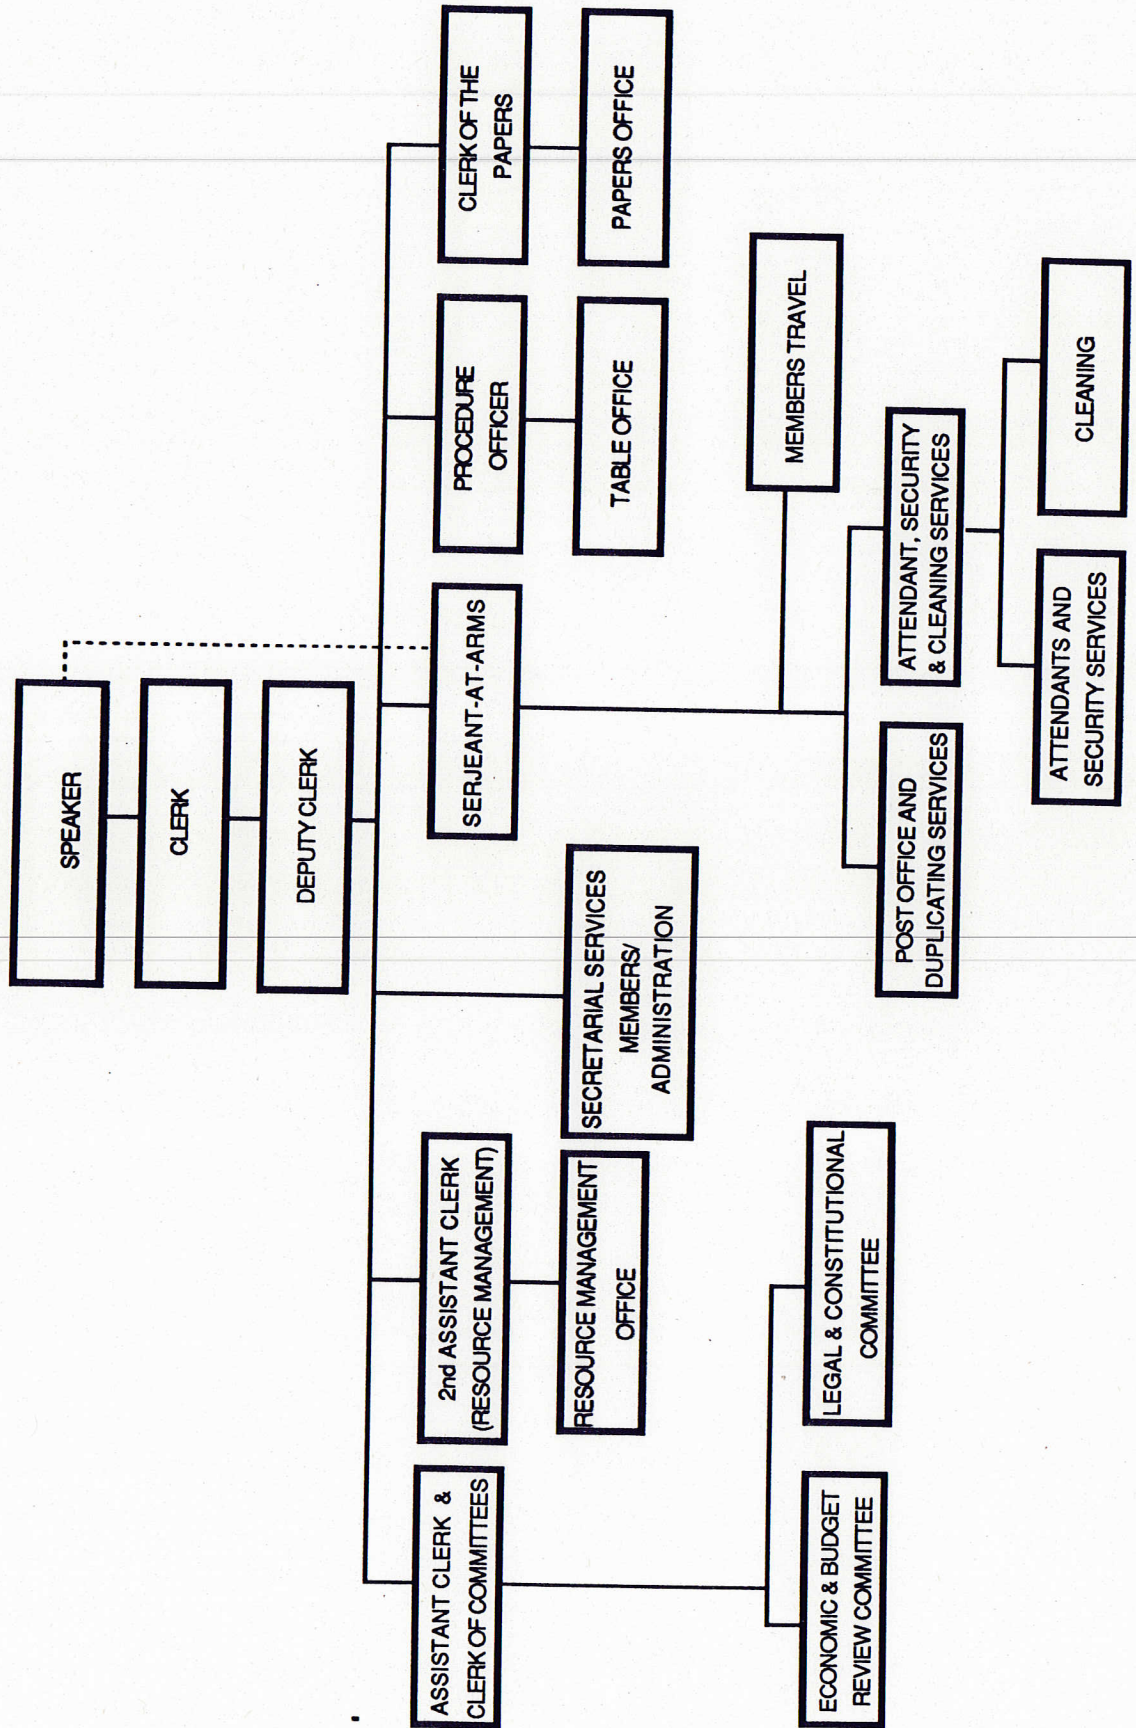 SPEAKER
CLERK
DEPUTY CLERK
ASSISTANT CLERK &
CLERK OF COMMITTEES
2nd ASSISTANT CLERK
(RESOURCE MANAGEMENT)
SERJEANT-AT-ARMS
PROCEDURE
OFFICER
CLERK OF THE
PAPERS
RESOURCE MANAGEMENT
OFFICE
SECRETARIAL SERVICES
MEMBERS/
ADMINISTRATION
TABLE OFFICE
PAPERS OFFICE
MEMBERS TRAVEL
ECONOMIC & BUDGET
REVIEW COMMITTEE
LEGAL & CONSTITUTIONAL
COMMITTEE
POST OFFICE AND
DUPLICATING SERVICES
ATTENDANT, SECURITY
& CLEANING SERVICES
ATTENDANTS AND
SECURITY SERVICES
CLEANING